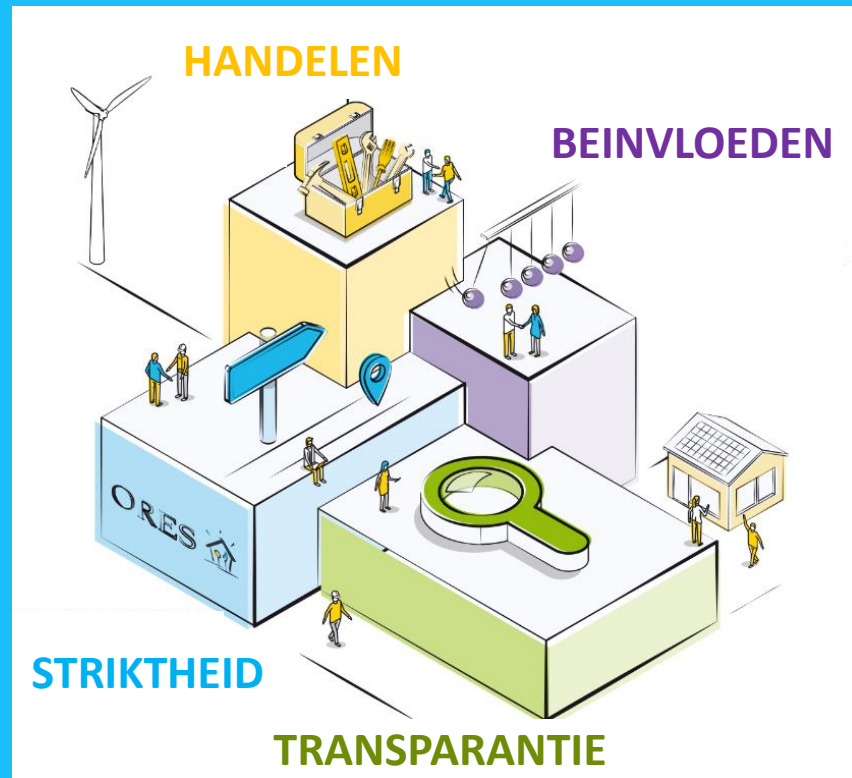 HANDELEN
BEINVLOEDEN
ORES
STRIKTHEID
TRANSPARANTIE